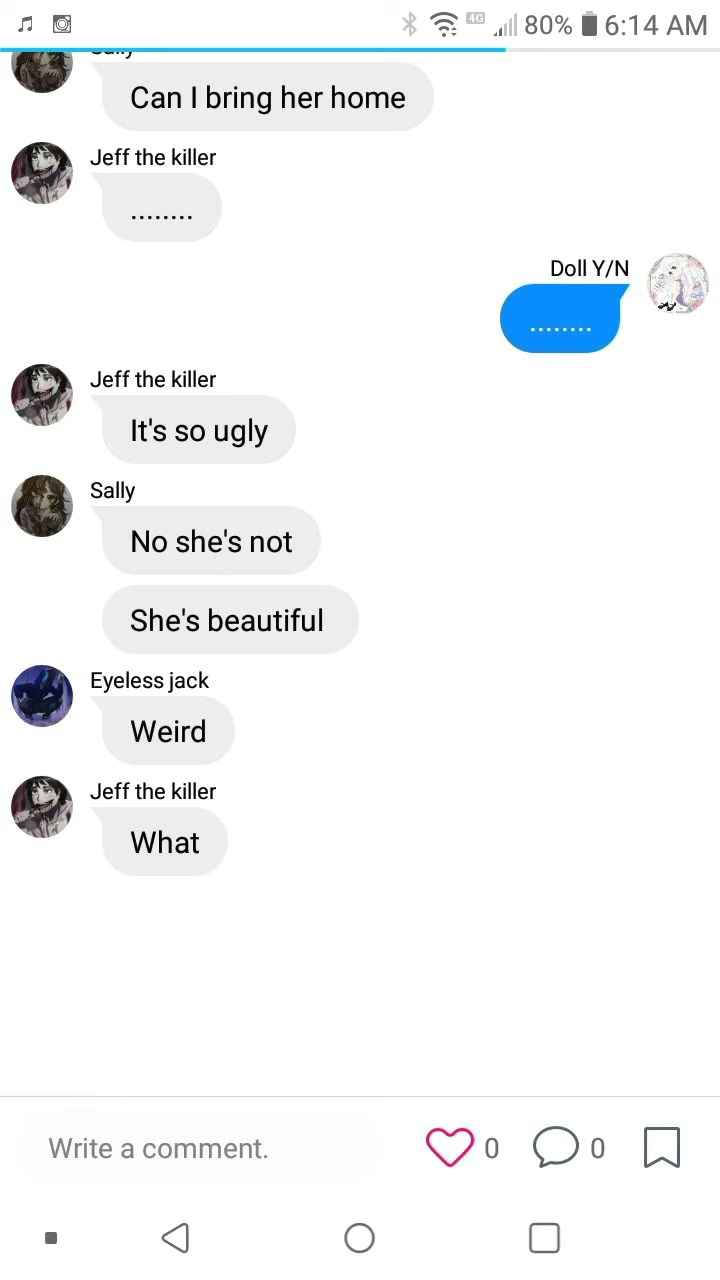 4G 80% 6:14 AM
Sally
Can I bring her home
Jeff the killer
........
Doll Y/N
........
Jeff the killer
It's so ugly
Sally
No she's not
She's beautiful
Eyeless jack
Weird
Jeff the killer
What
Write a comment. 0 0